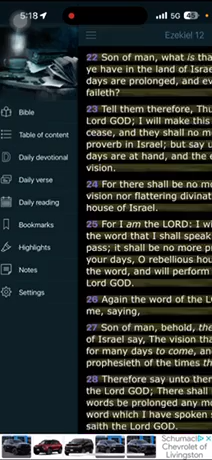 5:18
5G 45
Ezekiel 12
Bible
Table of content
Daily devotional
Daily verse
Daily reading
Bookmarks
Highlights
Notes
Settings
22 Son of man, what is tha
ye have in the land of Israe
days are prolonged, and ev
faileth?
23 Tell them therefore, Thu
Lord GOD; I will make this
cease, and they shall no m
proverb in Israel; but say u
days are at hand, and the e
vision.
24 For there shall be no m
vision nor flattering divinat
house of Israel.
25 For I am the LORD: I wi
the word that I shall speak
pass; it shall be no more pr
your days, O rebellious hou
the word, and will perform
Lord GOD.
26 Again the word of the L
me, saying,
27 Son of man, behold, tho
of Israel say, The vision tha
for many days to come, an
prophesieth of the times th
28 Therefore say unto then
the Lord GOD; There shall
words be prolonged any m
word which I have spoken s
saith the Lord GOD.
Schumac
Chevrolet of
Livingston